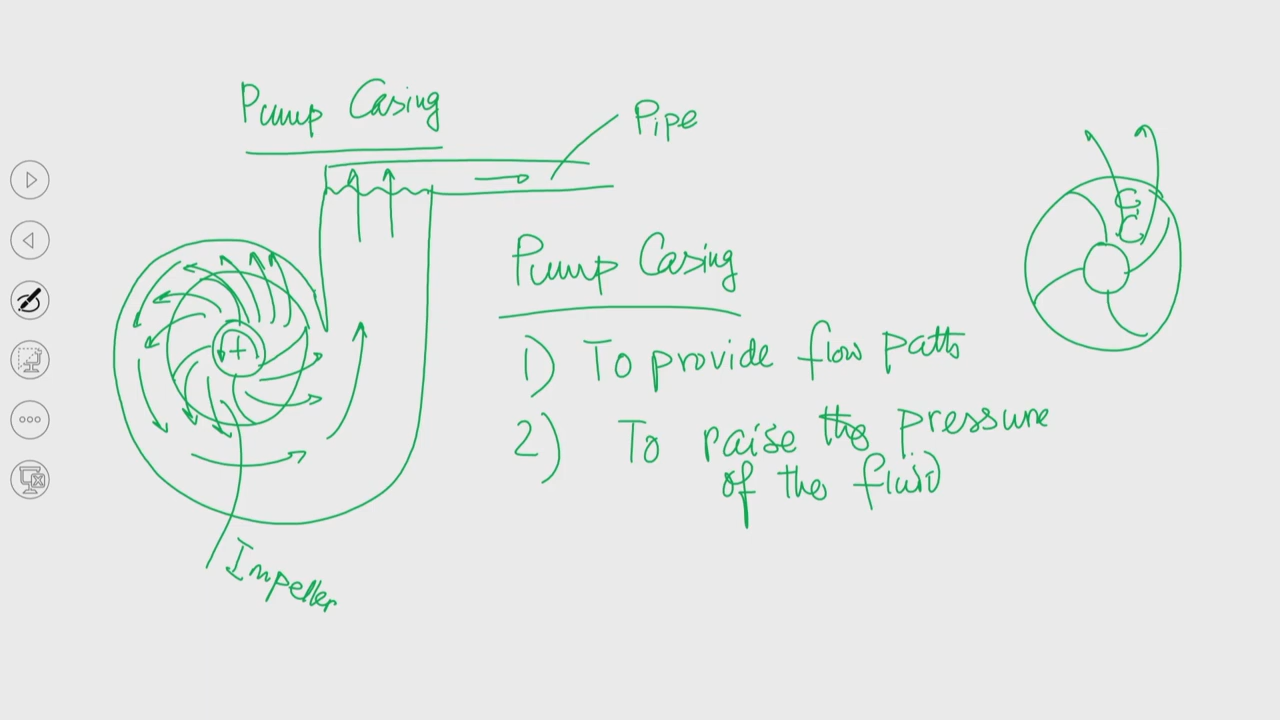 Pump Casing
Pipe
Pump Casing
1) To provide flow path
2) To raise the pressure
of the fluid
Impeller